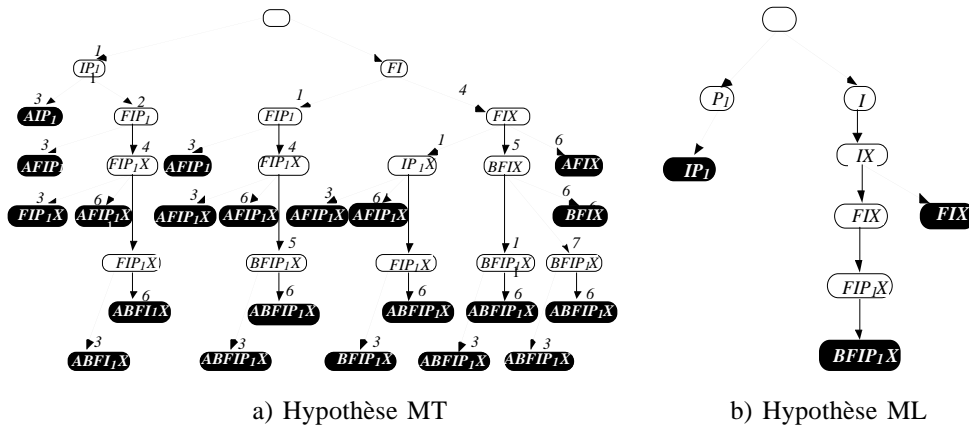 1
IP1 FI
1
3 2 1 4
AIP1 FIP1 FIP1 FIX
3 4 3 4 1 5 6
AFIP1 FIP1X AFIP1 FIP1X IP1X BFIX AFIX
3 6 3 6 3 6 6
FIP1X AFIP1X AFIP1X AFIP1X AFIP1X AFIP1X BFIX
5 1 7
FIP1X BFIP1X FIP1X BFIP1X BFIP1X
1
6 6 6 6 6
ABFI1X ABFIP1X ABFIP1X ABFIP1X ABFIP1X
3 3 3 3 3
ABFI1X ABFIP1X BFIP1X ABFIP1X ABFIP1X
a) Hypothèse MT
P1 I
IP1 IX
FIX FIX
FIP1X
BFIP1X
b) Hypothèse ML